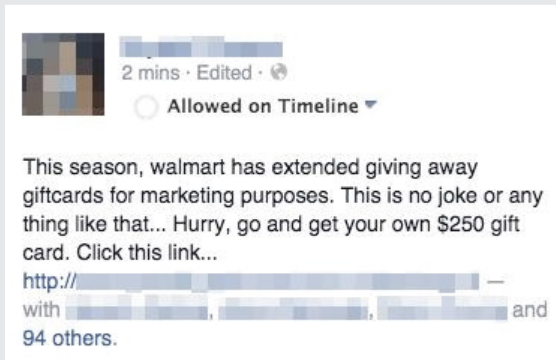 2 mins · Edited ·
Allowed on Timeline
This season, walmart has extended giving away
giftcards for marketing purposes. This is no joke or any
thing like that... Hurry, go and get your own $250 gift
card. Click this link...
http:// —
with , , and
94 others.